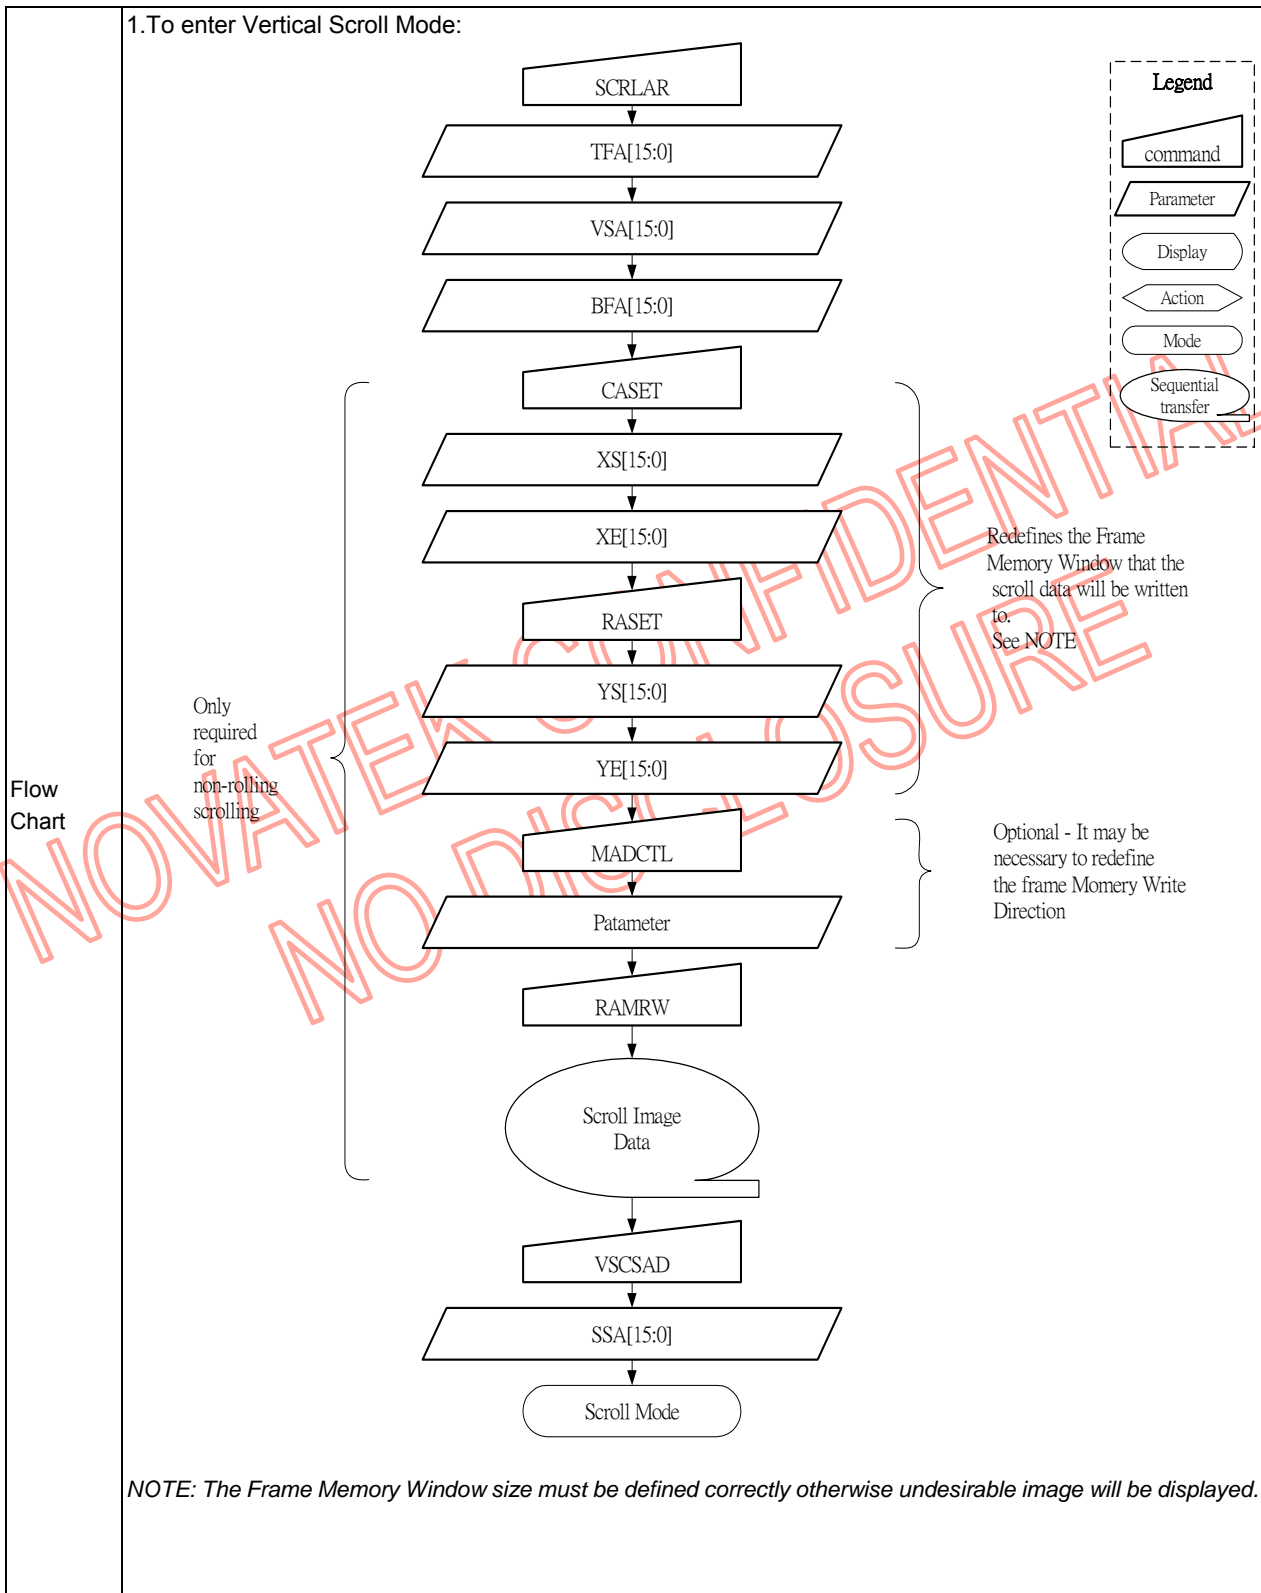 1.To enter Vertical Scroll Mode:
SCRLAR
TFA[15:0]
VSA[15:0]
BFA[15:0]
CASET
XS[15:0]
XE[15:0]
RASET
YS[15:0]
YE[15:0]
MADCTL
Patameter
RAMRW
Scroll Image
Data
VSCSAD
SSA[15:0]
Scroll Mode
Legend
command
Parameter
Display
Action
Mode
Sequential
transfer
Redefines the Frame
Memory Window that the
scroll data will be written
to.
See NOTE
Only
required
for
non-rolling
scrolling
Optional - It may be
necessary to redefine
the frame Momery Write
Direction
Flow
Chart
NOTE: The Frame Memory Window size must be defined correctly otherwise undesirable image will be displayed.
NOVATEK CONFIDENTIAL
NO DISCLOSURE